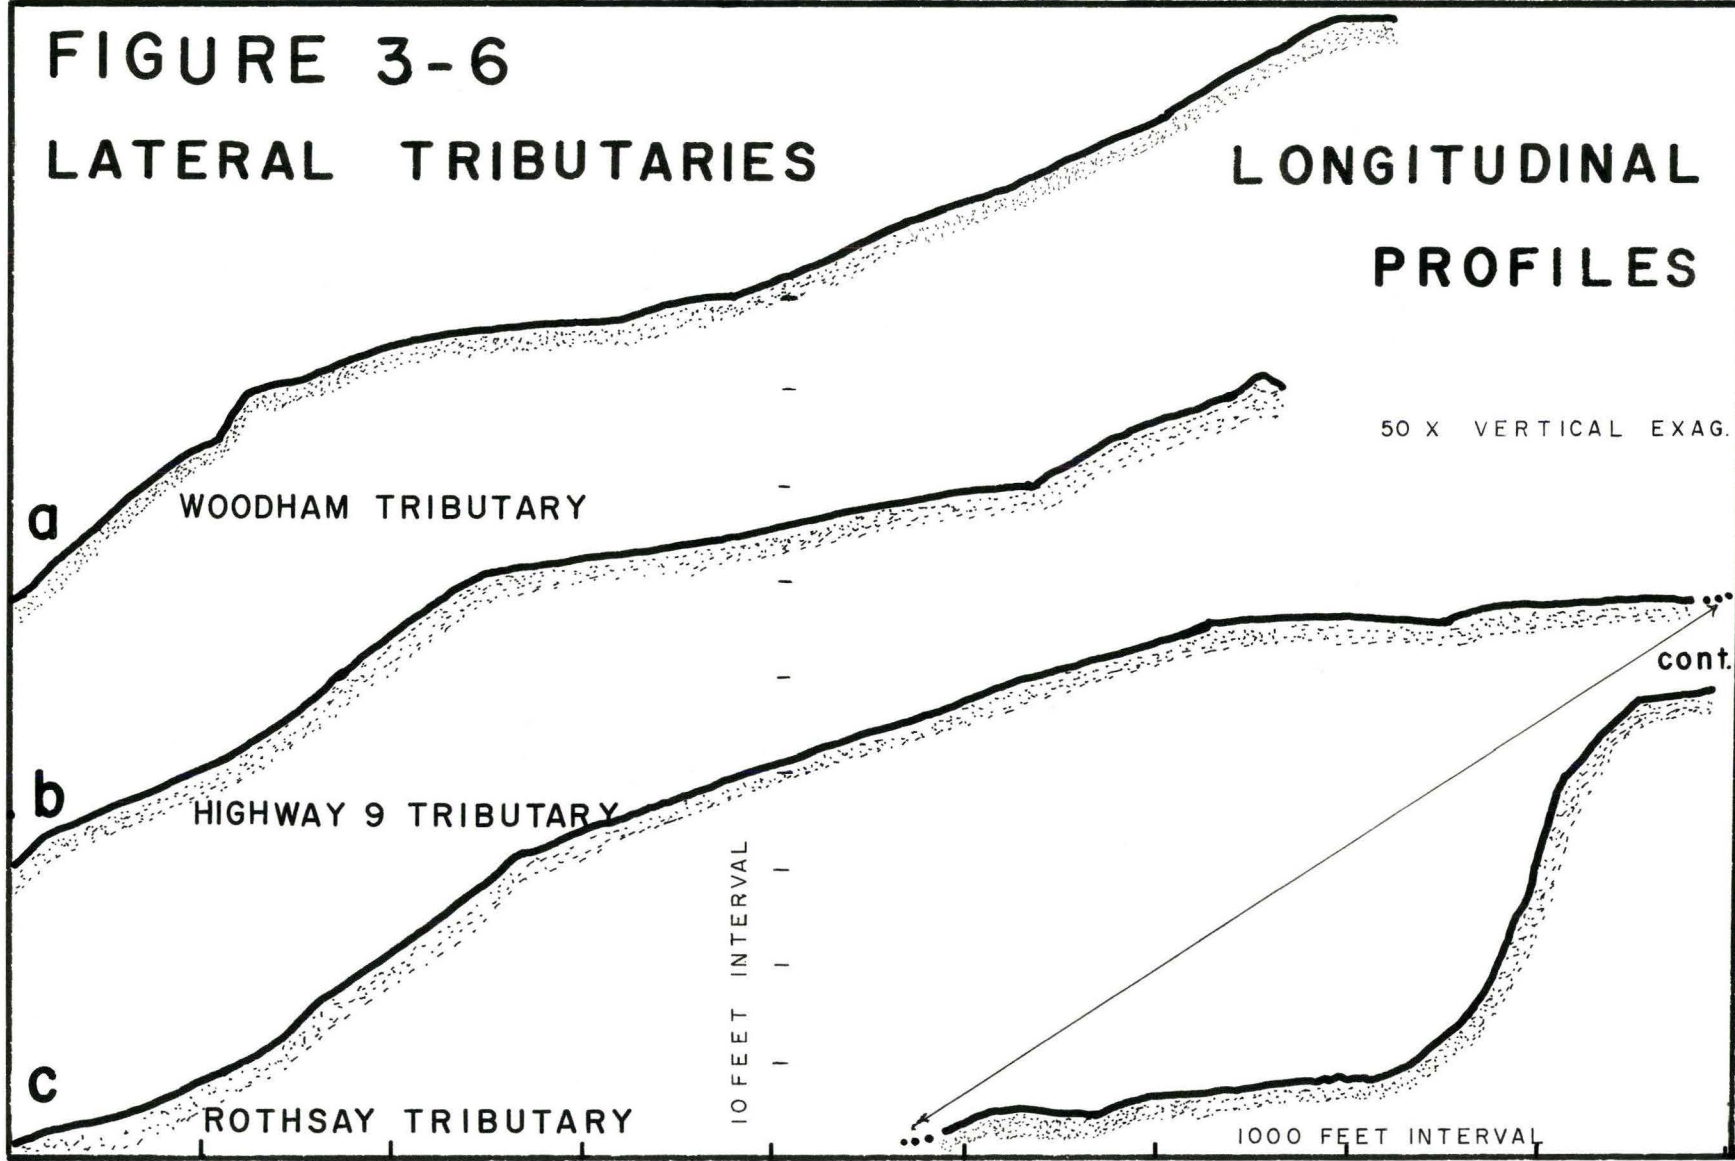 FIGURE 3-6
LATERAL TRIBUTARIES
LONGITUDINAL
PROFILES
50 X VERTICAL EXAG.
a
WOODHAM TRIBUTARY
cont.
b
HIGHWAY 9 TRIBUTARY
10 FEET INTERVAL
c
ROTHSAY TRIBUTARY
1000 FEET INTERVAL